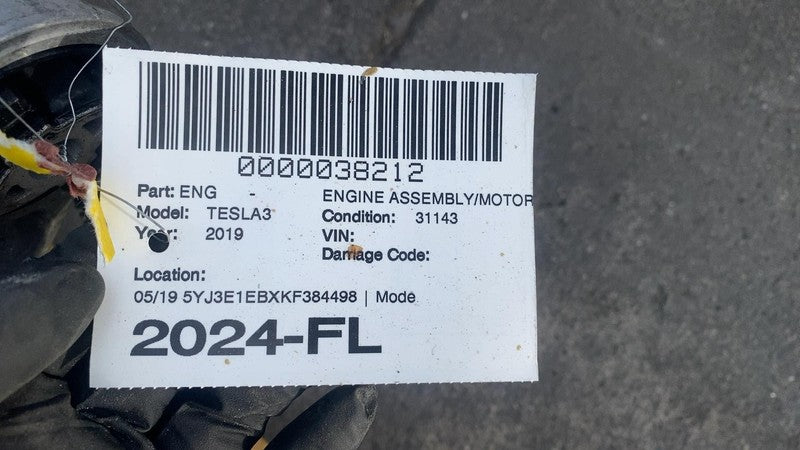 0000038212
Part: ENG - ENGINE ASSEMBLY/MOTOR
Model: TESLA3 Condition: 31143
Year: 2019 VIN:
Damage Code:
Location:
05/19 5YJ3E1EBXKF384498 | Mode
2024-FL